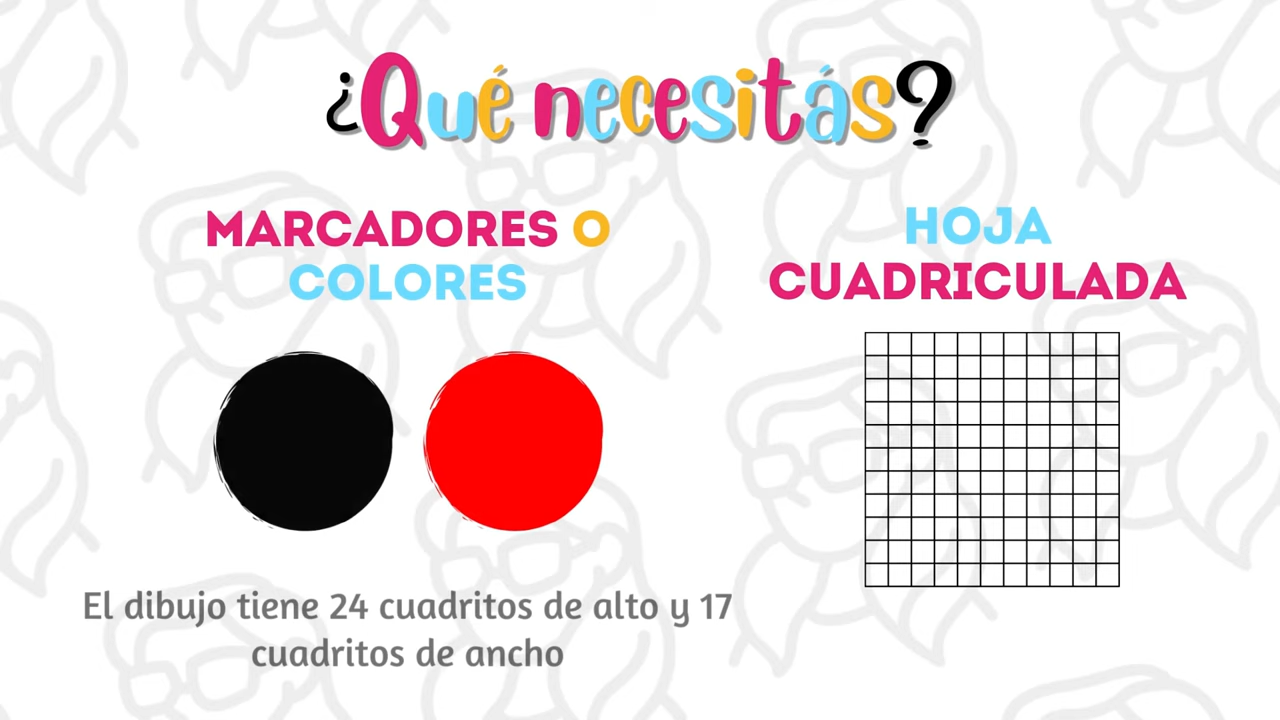 ¿Qué necesitás?
MARCADORES O
COLORES
HOJA
CUADRICULADA
El dibujo tiene 24 cuadritos de alto y 17
cuadritos de ancho